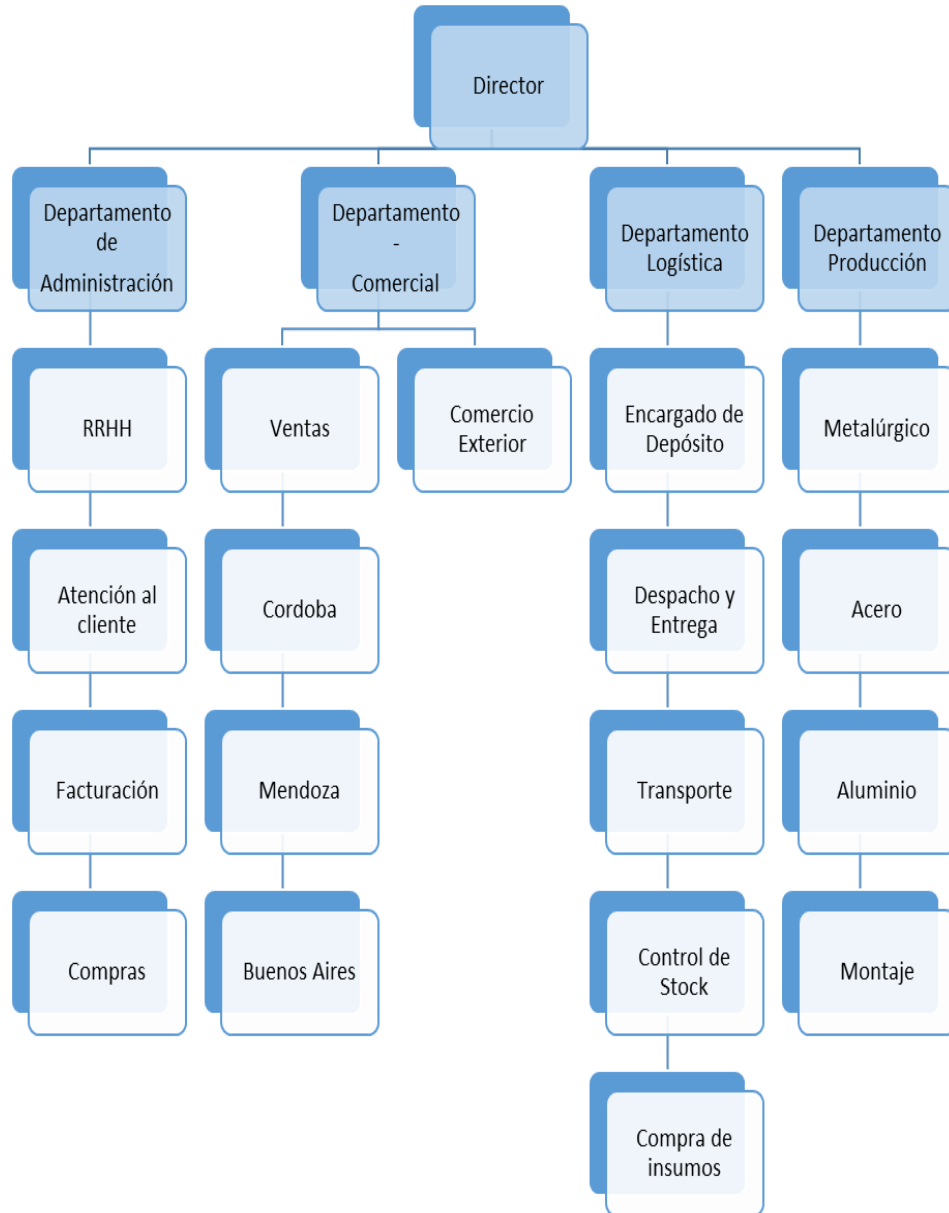 Director
Departamento
de
Administración
Departamento
-
Comercial
Departamento
Logística
Departamento
Producción
RRHH
Ventas
Comercio
Exterior
Encargado de
Depósito
Metalúrgico
Atención al
cliente
Cordoba
Despacho y
Entrega
Acero
Facturación
Mendoza
Transporte
Aluminio
Compras
Buenos Aires
Control de
Stock
Montaje
Compra de
insumos